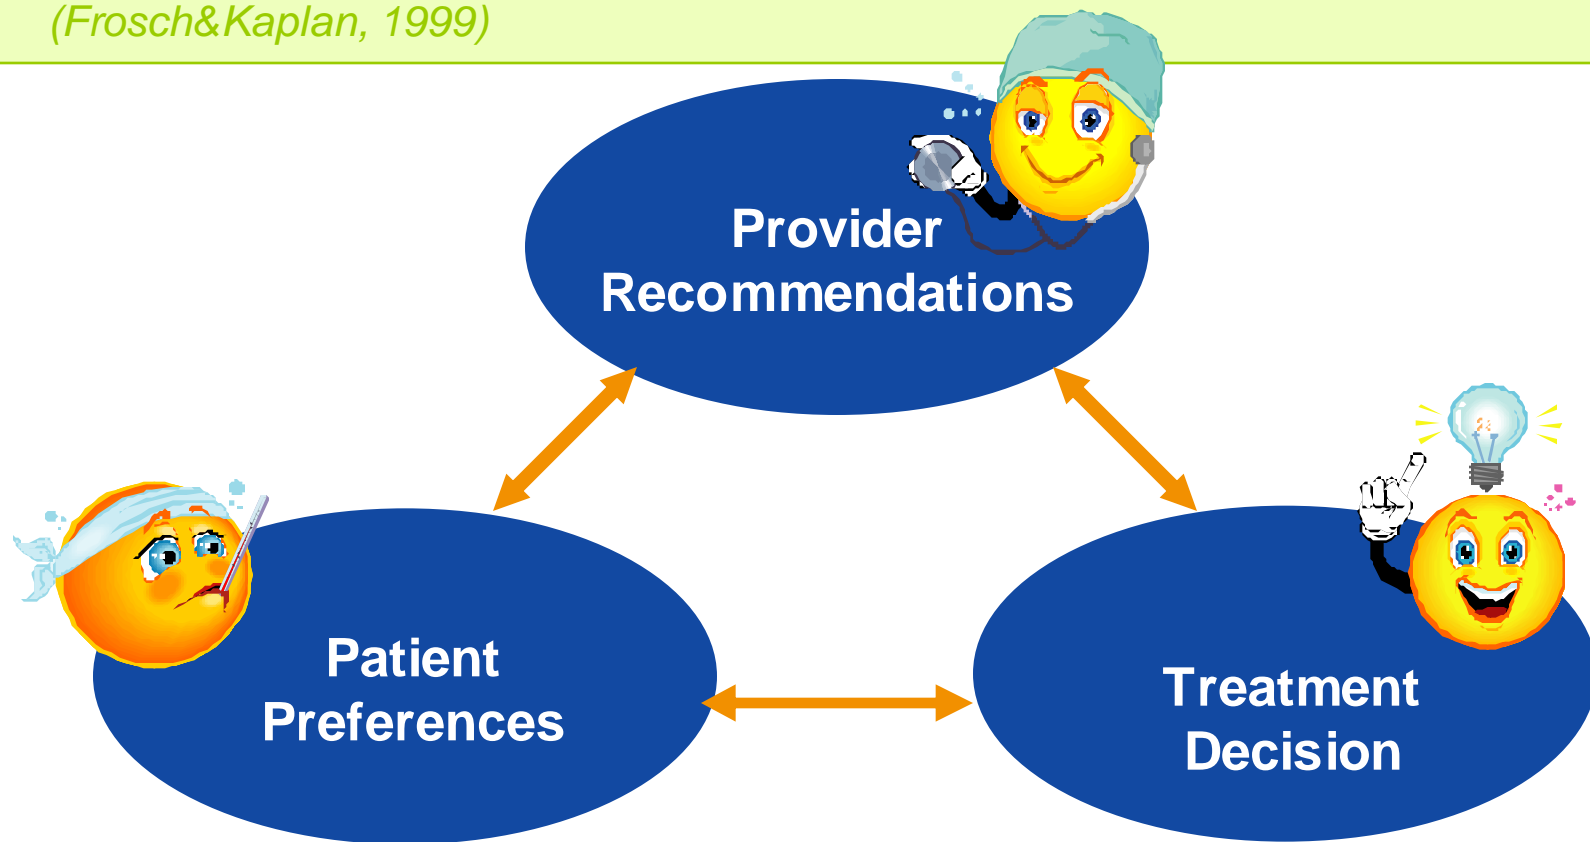 (Frosch&Kaplan, 1999)
Provider
Recommendations
Patient
Preferences
Treatment
Decision